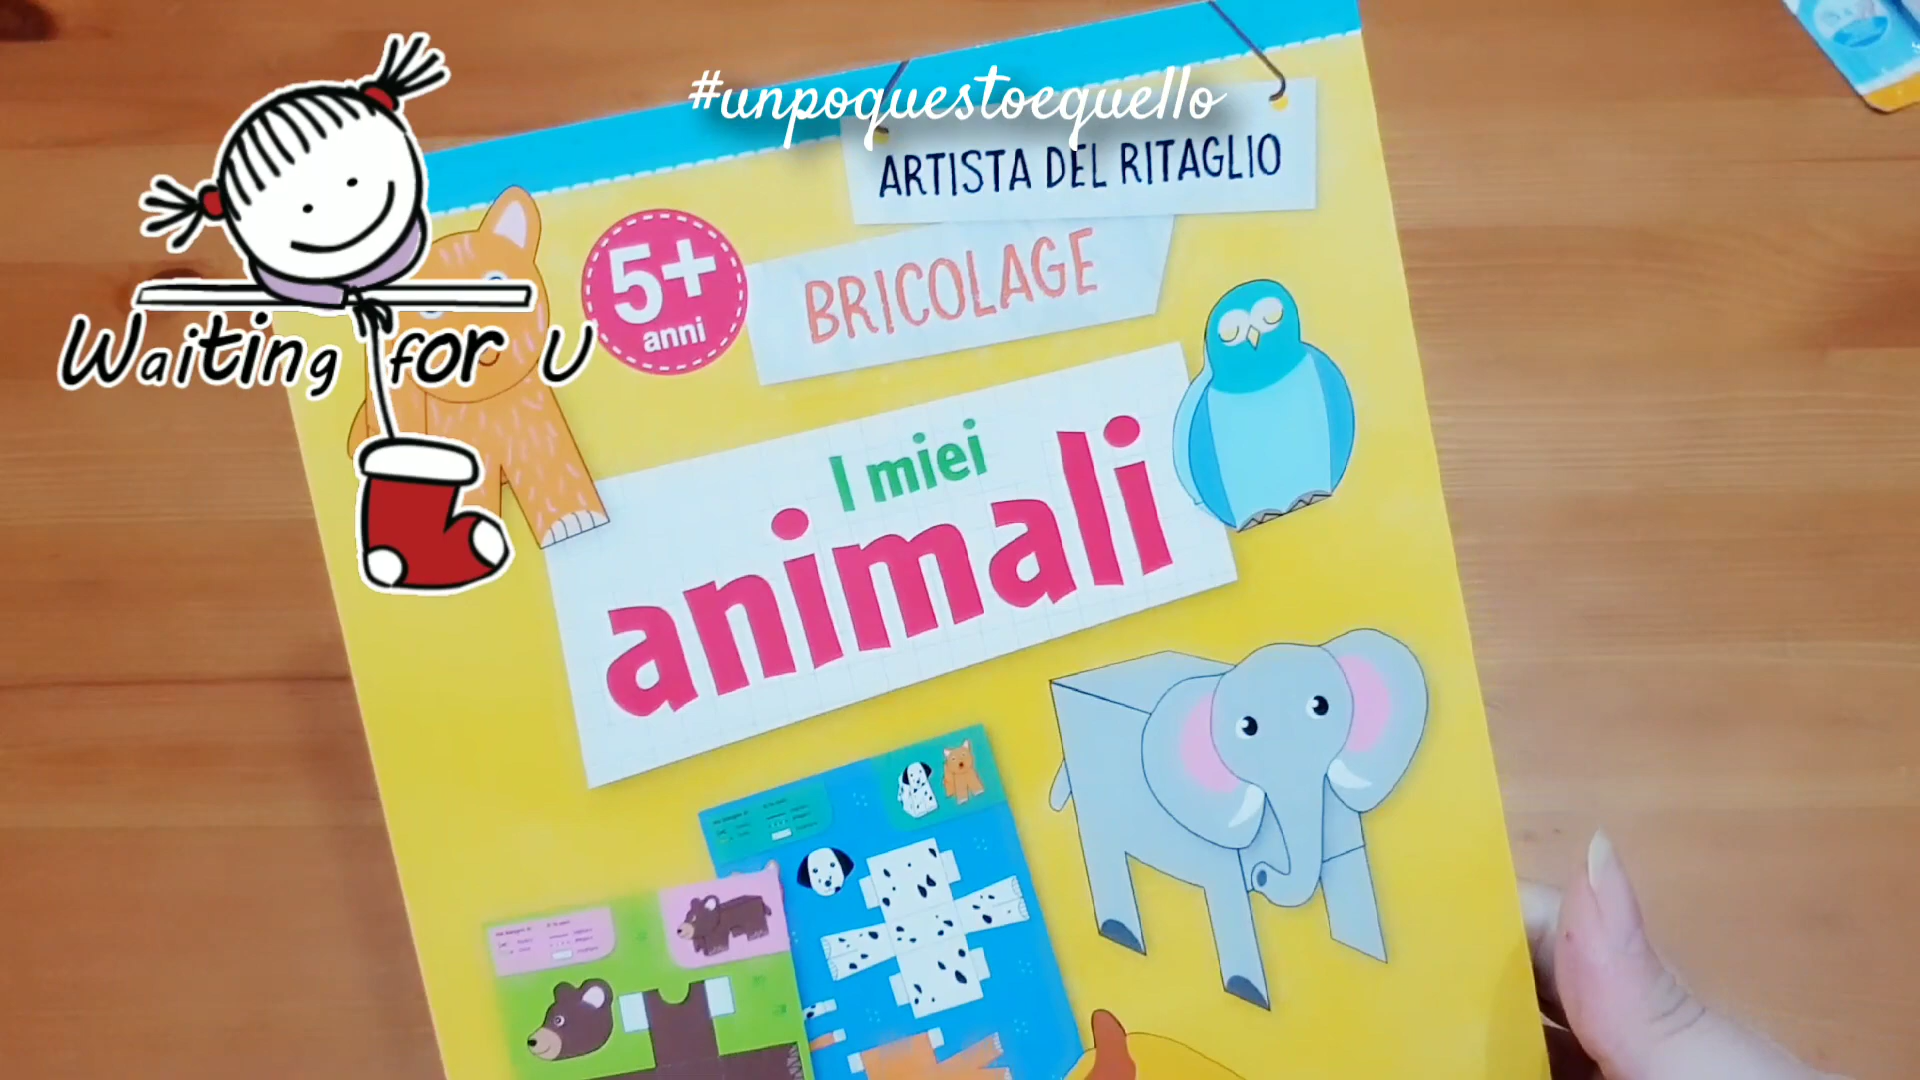 #unpoquestoequello
ARTISTA DEL RITAGLIO
5+
anni
BRICOLAGE
Waiting for U
I miei
animali